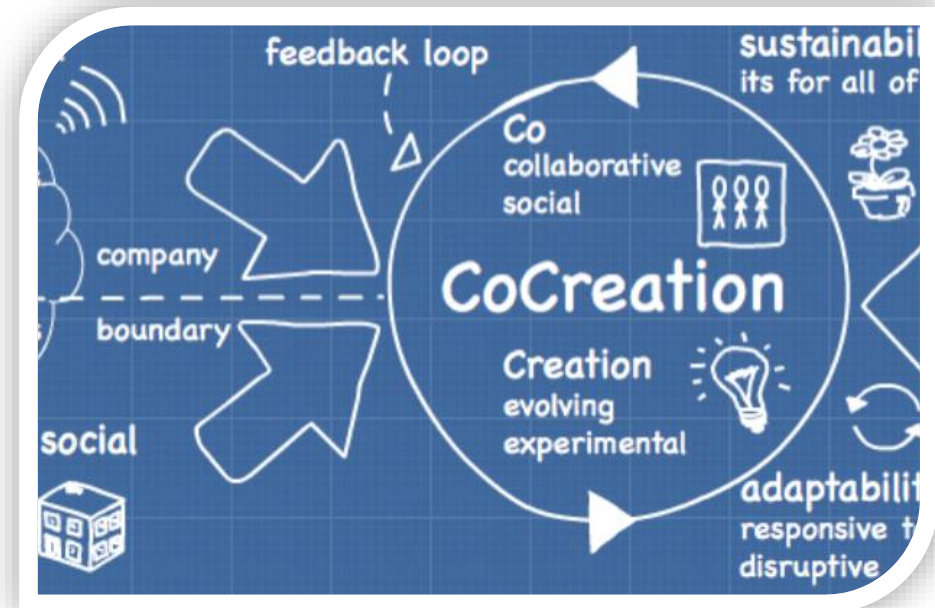 feedback loop
sustainabil
its for all of
Co
collaborative
social
company
CoCreation
boundary
Creation
evolving
experimental
social
adaptabilit
responsive t
disruptive